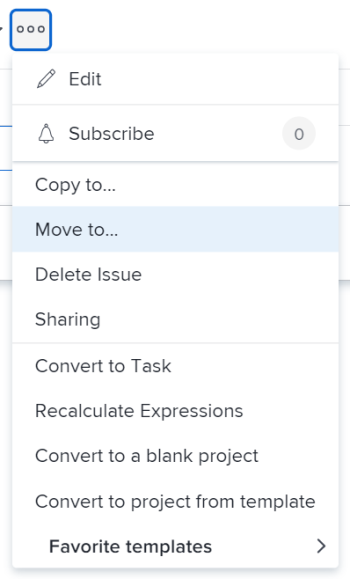 Edit
Subscribe 0
Copy to...
Move to...
Delete Issue
Sharing
Convert to Task
Recalculate Expressions
Convert to a blank project
Convert to project from template
Favorite templates